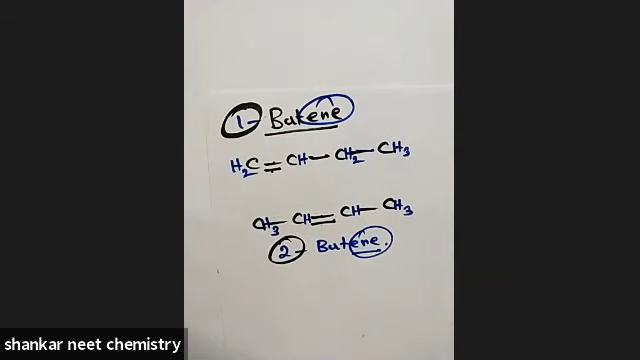 1- Butene
H2C = CH - CH2 - CH3
CH3 - CH = CH - CH3
2- Butene.
shankar neet chemistry